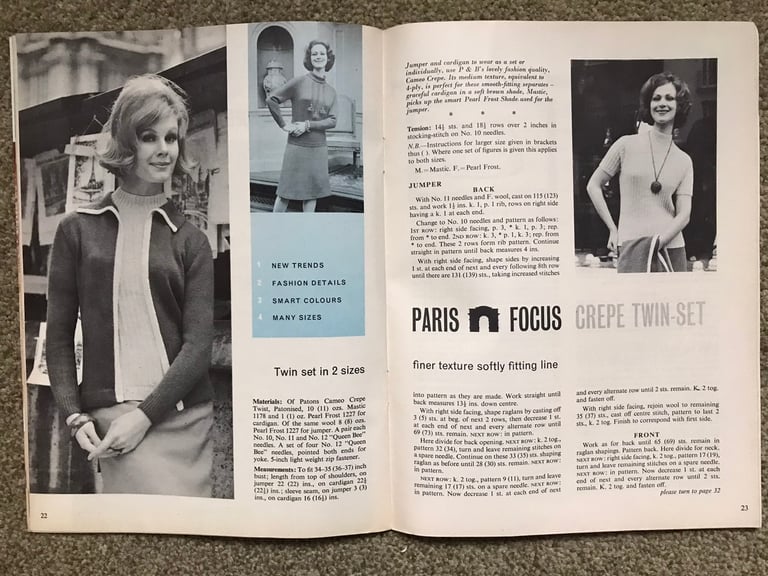 1 NEW TRENDS
2 FASHION DETAILS
3 SMART COLOURS
4 MANY SIZES
Twin set in 2 sizes
Materials: Of Patons Cameo Crepe
Twist, Patonised, 10 (11) ozs. Mastic
1178 and 1 (1) oz. Pearl Frost 1227 for
cardigan. Of the same wool 8 (8) ozs.
Pearl Frost 1227 for jumper. A pair each
No. 10, No. 11 and No. 12 "Queen Bee"
needles. A set of four No. 12 "Queen
Bee" needles, pointed both ends for
yoke. 5-inch light weight zip fastener.
Measurements: To fit 34-35 (36-37) inch
bust; length from top of shoulders, on
jumper 22 (22) ins., on cardigan 22½
(22½) ins.; sleeve seam, on jumper 3 (3)
ins., on cardigan 16 (16½) ins.
22
Jumper and cardigan to wear as a set or
individually, use P & B's lovely fashion quality,
Cameo Crepe. Its medium texture, equivalent to
4-ply, is perfect for these smooth-fitting separates –
graceful cardigan in a soft brown shade, Mastic,
picks up the smart Pearl Frost Shade used for the
jumper.
* * *
Tension: 14½ sts. and 18½ rows over 2 inches in
stocking-stitch on No. 10 needles.
N.B.—Instructions for larger size given in brackets
thus ( ). Where one set of figures is given this applies
to both sizes.
M.=Mastic. F.=Pearl Frost.
JUMPER
BACK
With No. 11 needles and F. wool, cast on 115 (123)
sts. and work 1½ ins. k. 1, p. 1 rib, rows on right side
having a k. 1 at each end.
Change to No. 10 needles and pattern as follows:
1ST ROW: right side facing, p. 3, * k. 1, p. 3; rep.
from * to end. 2ND ROW: k. 3, * p. 1, k. 3; rep. from
* to end. These 2 rows form rib pattern. Continue
straight in pattern until back measures 4 ins.
With right side facing, shape sides by increasing
1 st. at each end of next and every following 8th row
until there are 131 (139) sts., taking increased stitches
PARIS FOCUS CREPE TWIN-SET
finer texture softly fitting line
into pattern as they are made. Work straight until
back measures 13½ ins. down centre.
With right side facing, shape raglans by casting off
3 (5) sts. at beg. of next 2 rows, then decrease 1 st.
at each end of next and every alternate row until
69 (73) sts. remain. NEXT ROW: in pattern.
Here divide for back opening. NEXT ROW: k. 2 tog.,
pattern 32 (34), turn and leave remaining stitches on
a spare needle. Continue on these 33 (35) sts. shaping
raglan as before until 28 (30) sts. remain. NEXT ROW:
in pattern.
NEXT ROW: k. 2 tog., pattern 9 (11), turn and leave
remaining 17 (17) sts. on a spare needle. NEXT ROW:
in pattern. Now decrease 1 st. at each end of next
and every alternate row until 2 sts. remain. K. 2 tog.
and fasten off.
With right side facing, rejoin wool to remaining
35 (37) sts., cast off centre stitch, pattern to last 2
sts., k. 2 tog. Finish to correspond with first side.
FRONT
Work as for back until 65 (69) sts. remain in
raglan shapings. Pattern back. Here divide for neck.
NEXT ROW: right side facing, k. 2 tog., pattern 17 (19),
turn and leave remaining stitches on a spare needle.
NEXT ROW: in pattern. Now decrease 1 st. at each
end of next and every alternate row until 2 sts.
remain. K. 2 tog. and fasten off.
please turn to page 32
23